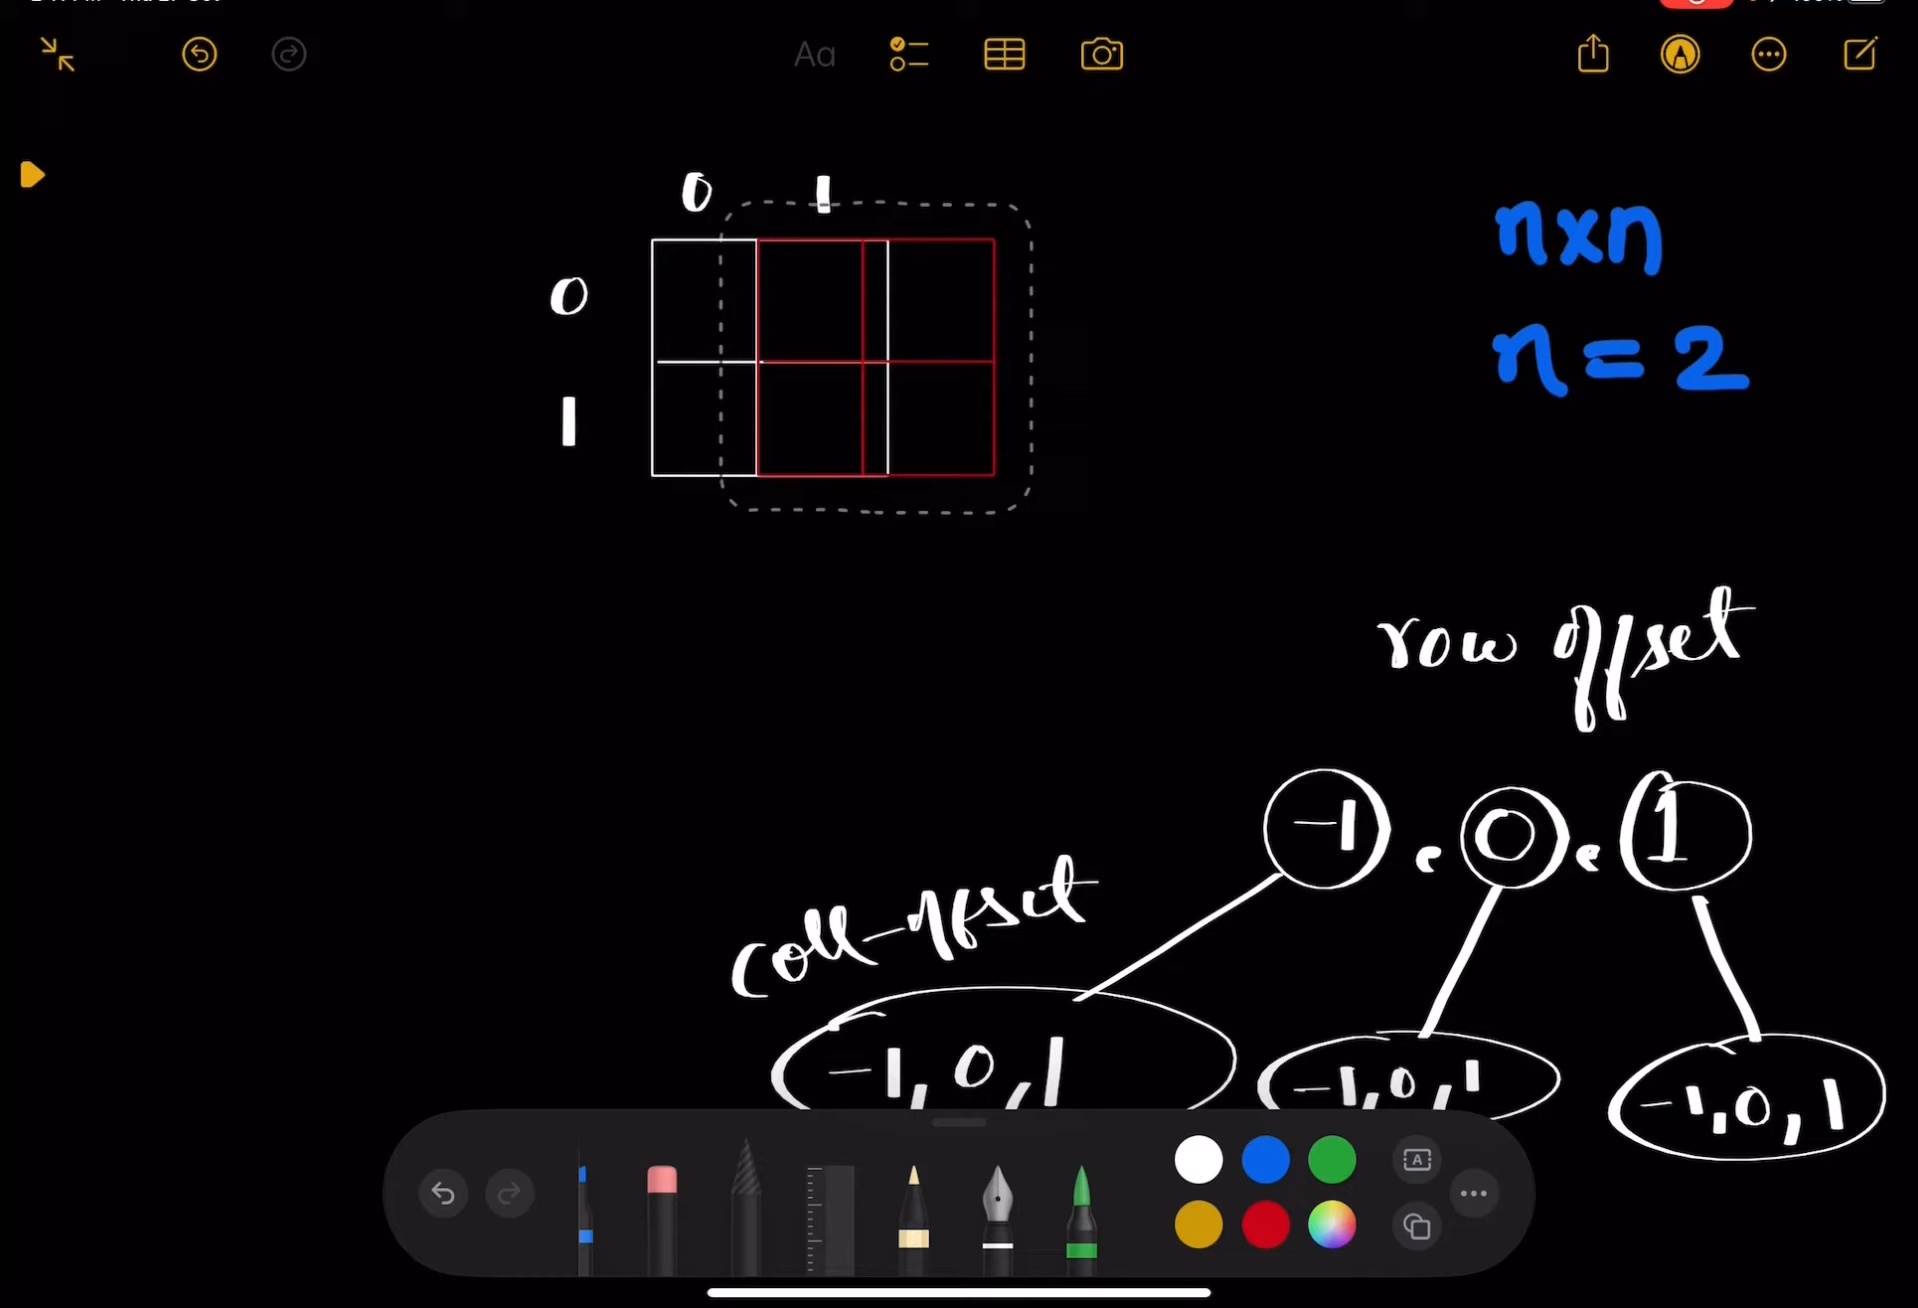 Aa
0 1
0
1
n×n
n = 2
row offset
-1, 0, 1
coll-offset
-1, 0, 1
-1, 0, 1
-1, 0, 1
A